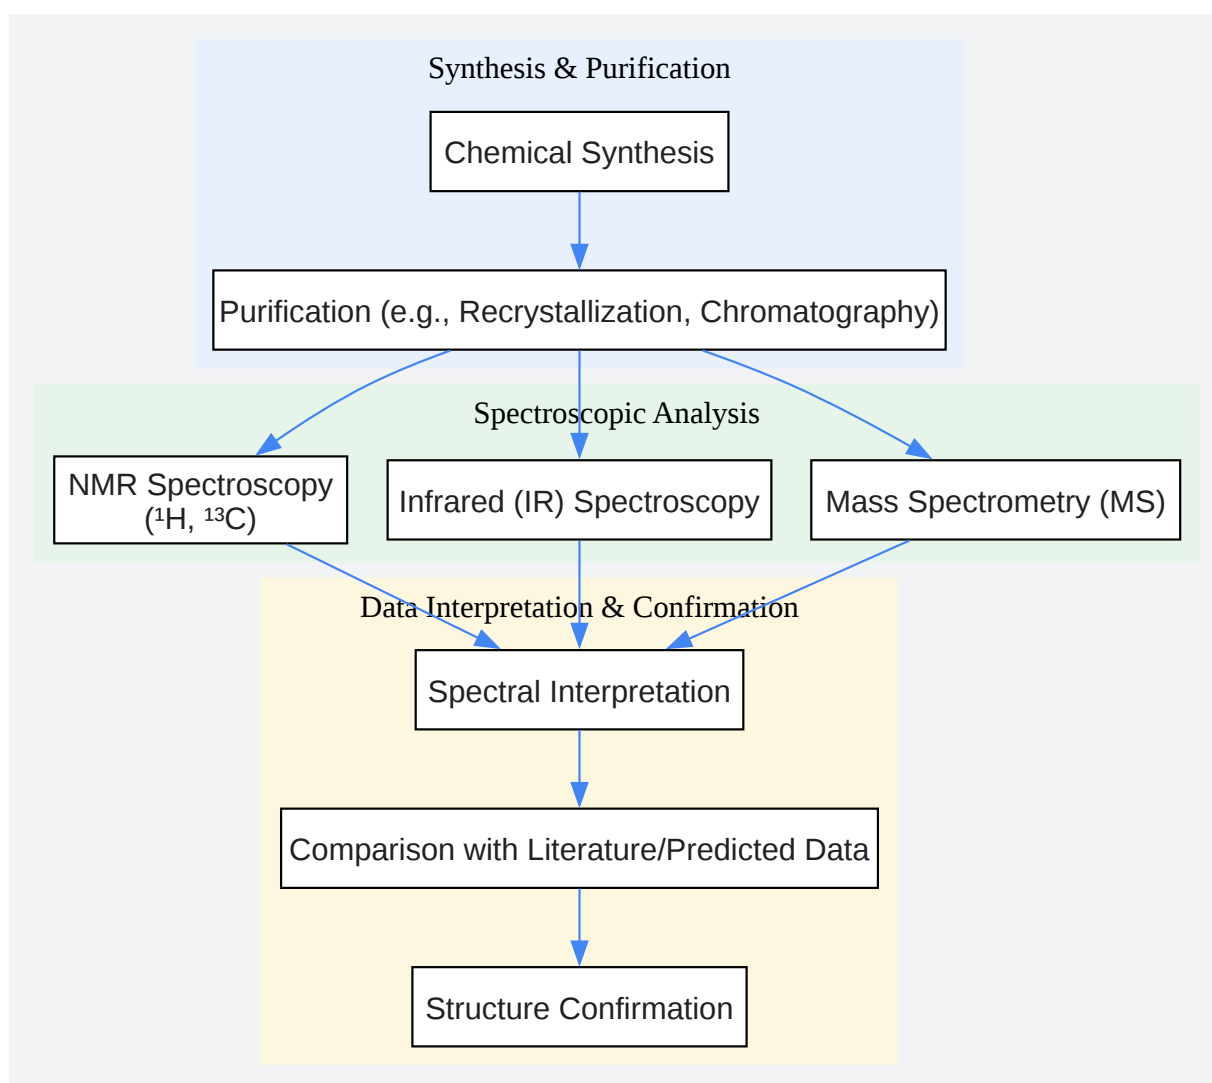 Synthesis & Purification
Chemical Synthesis
Purification (e.g., Recrystallization, Chromatography)
Spectroscopic Analysis
NMR Spectroscopy
(¹H, ¹³C)
Infrared (IR) Spectroscopy
Mass Spectrometry (MS)
Data Interpretation & Confirmation
Spectral Interpretation
Comparison with Literature/Predicted Data
Structure Confirmation